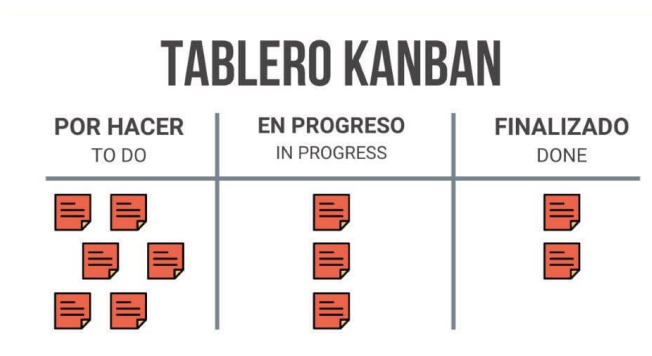 TABLERO KANBAN
POR HACER
TO DO
EN PROGRESO
IN PROGRESS
FINALIZADO
DONE